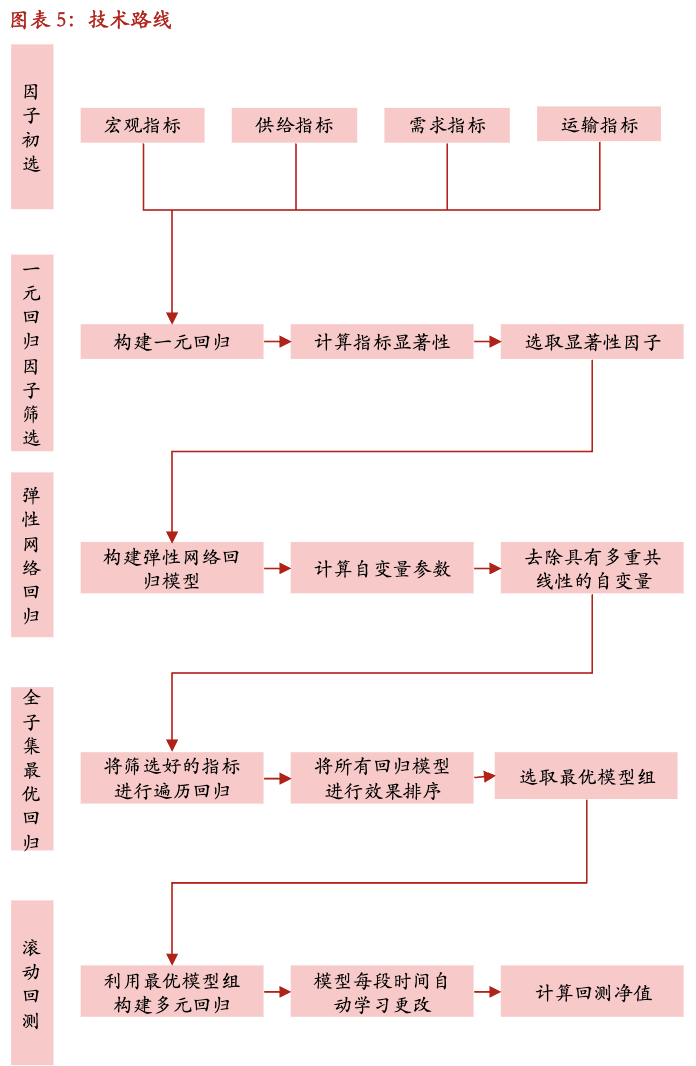 图表 5：技术路线
因子初选
宏观指标
供给指标
需求指标
运输指标
一元回归因子筛选
构建一元回归
计算指标显著性
选取显著性因子
弹性网络回归
构建弹性网络回
归模型
计算自变量参数
去除具有多重共
线性的自变量
全子集最优回归
将筛选好的指标
进行遍历回归
将所有回归模型
进行效果排序
选取最优模型组
滚动回测
利用最优模型组
构建多元回归
模型每段时间自
动学习更改
计算回测净值